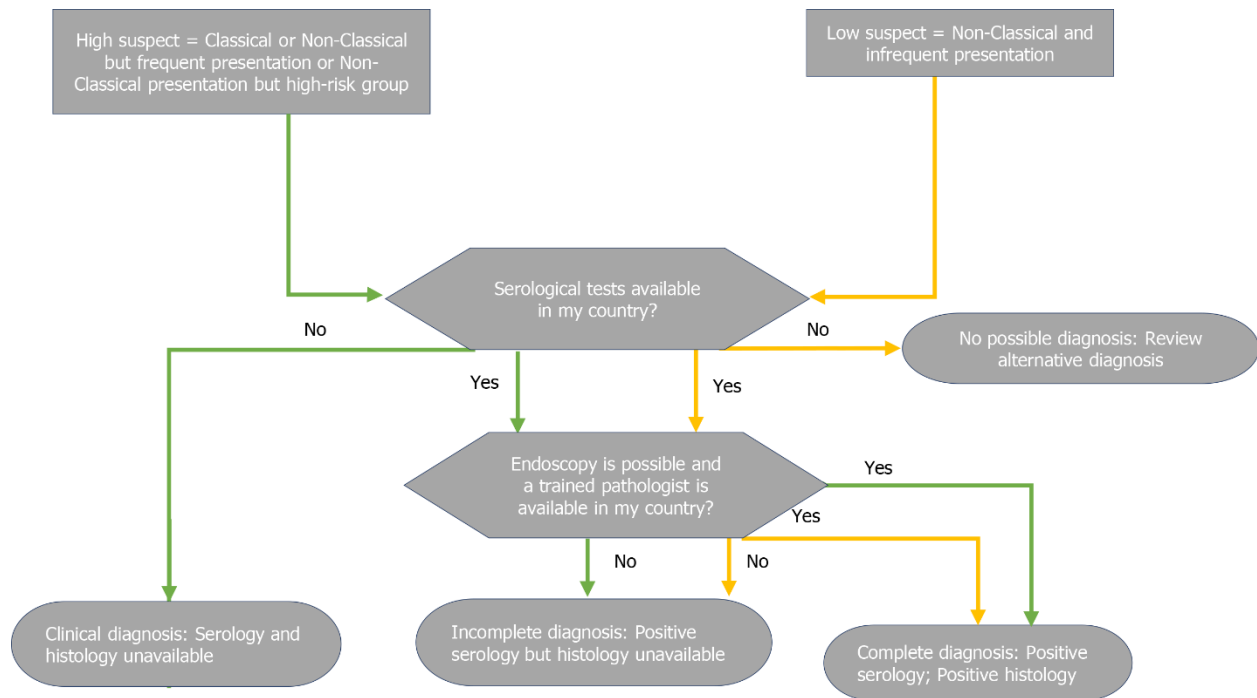 High suspect = Classical or Non-Classical
but frequent presentation or Non-
Classical presentation but high-risk group
Low suspect = Non-Classical and
infrequent presentation
Serological tests available
in my country?
No
No
No possible diagnosis: Review
alternative diagnosis
Yes
Yes
Endoscopy is possible and
a trained pathologist is
available in my country?
Yes
Yes
No
No
Clinical diagnosis: Serology and
histology unavailable
Incomplete diagnosis: Positive
serology but histology unavailable
Complete diagnosis: Positive
serology; Positive histology